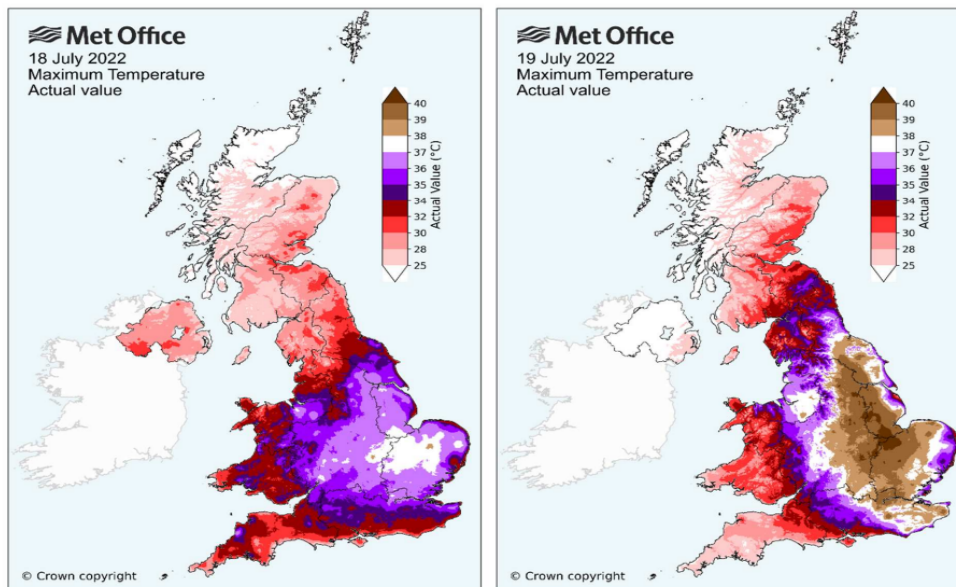 Met Office
18 July 2022
Maximum Temperature
Actual value
40
39
38
37
36
35
34
32
30
28
25
Actual Value (°C)
© Crown copyright
Met Office
19 July 2022
Maximum Temperature
Actual value
40
39
38
37
36
35
34
32
30
28
25
Actual Value (°C)
© Crown copyright